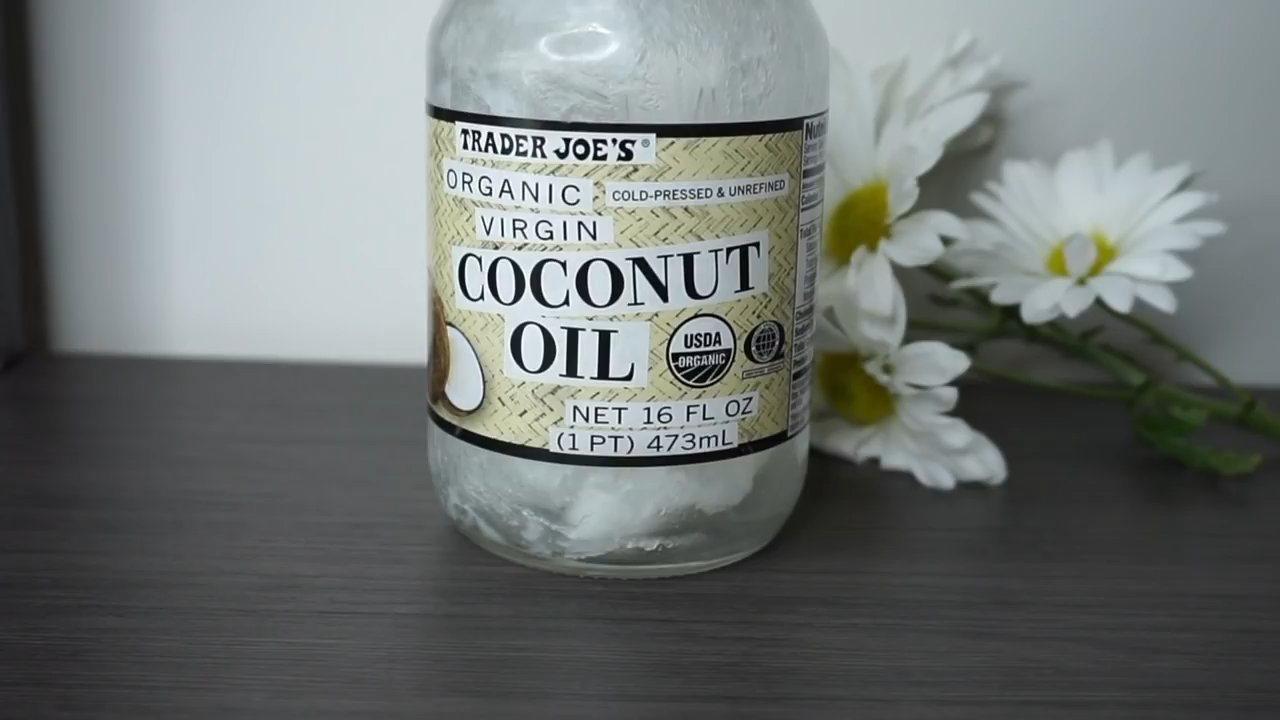 TRADER JOE'S®
ORGANIC
COLD-PRESSED & UNREFINED
VIRGIN
COCONUT
OIL
USDA
ORGANIC
NET 16 FL OZ
(1 PT) 473mL